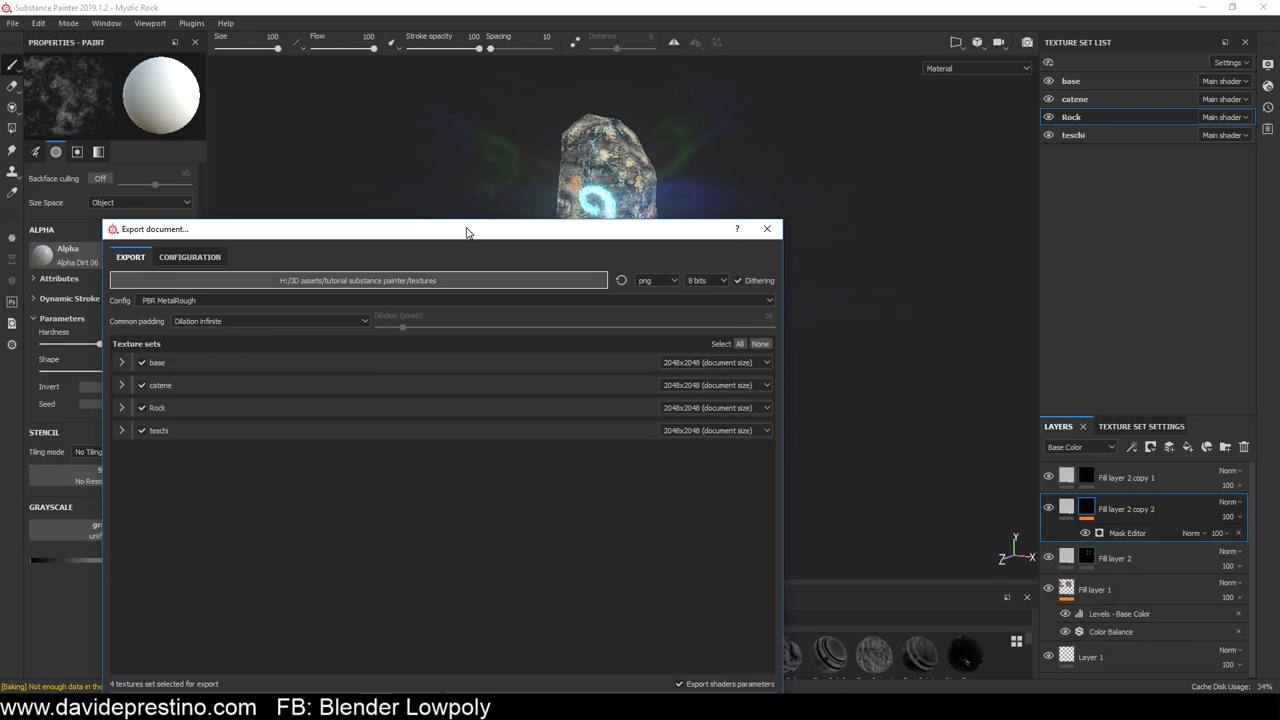 Substance Painter 2019.1.2 - Mystic Rock
File Edit Mode Window Viewport Plugins Help
PROPERTIES - PAINT
Size 100 Flow 100 Stroke opacity 100 Spacing 10 Distance 8
Material
Backface culling Off 90
Size Space Object
ALPHA
Alpha
Alpha Dirt 06
Attributes
Dynamic Stroke
Parameters
Hardness
Shape
Invert
Seed
STENCIL
Tiling mode No Tiling
No Reso
GRAYSCALE
gra
unif
[Baking] Not enough data in the
Export document...
?
EXPORT CONFIGURATION
H:/3D assets/tutorial substance painter/textures png 8 bits Dithering
Config PBR MetalRough
Common padding Dilation infinite Dilation (pixels) 16
Texture sets Select All None
base 2048x2048 (document size)
catene 2048x2048 (document size)
Rock 2048x2048 (document size)
teschi 2048x2048 (document size)
4 textures set selected for export Export shaders parameters
Y
Z X
TEXTURE SET LIST
Settings
base Main shader
catene Main shader
Rock Main shader
teschi Main shader
LAYERS TEXTURE SET SETTINGS
Base Color
Fill layer 2 copy 1 Norm 100
Fill layer 2 copy 2 Norm 100
Mask Editor Norm 100
Fill layer 2 Norm 100
Fill layer 1 Norm 100
Levels - Base Color
Color Balance
Layer 1 Norm 100
Cache Disk Usage: 34%
www.davideprestino.com FB: Blender Lowpoly